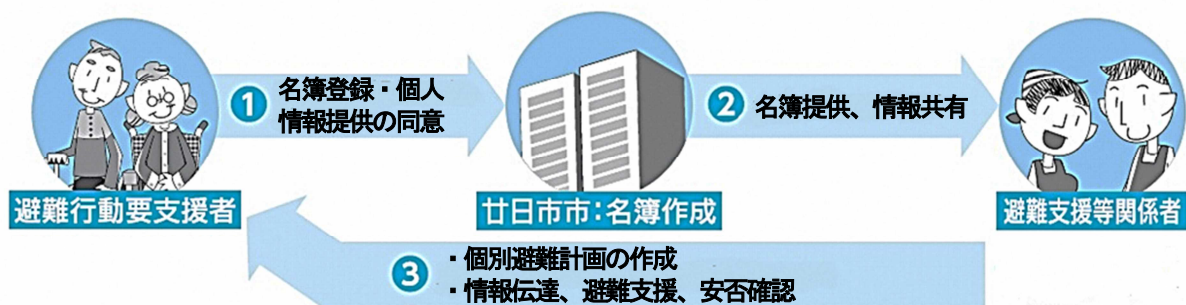 ① 名簿登録・個人
情報提供の同意
② 名簿提供、情報共有
避難行動要支援者
廿日市市：名簿作成
避難支援等関係者
③ ・個別避難計画の作成
・情報伝達、避難支援、安否確認